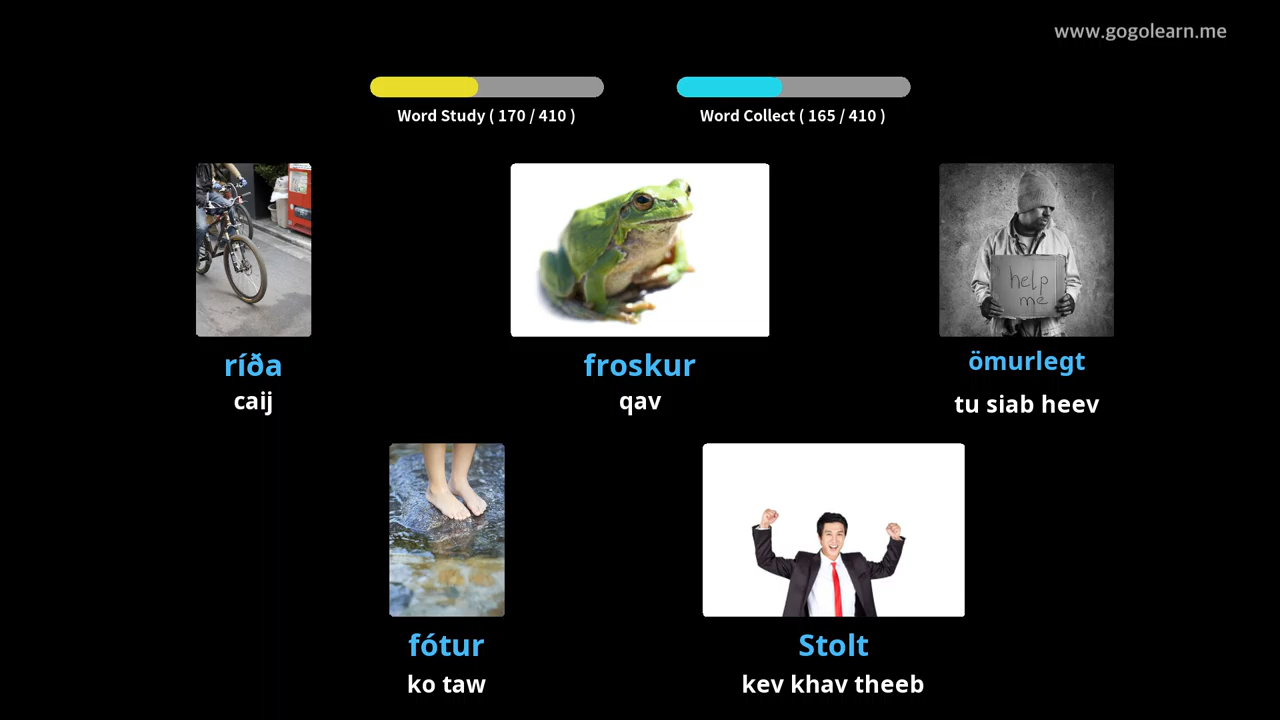 www.gogolearn.me
Word Study ( 170 / 410 )
Word Collect ( 165 / 410 )
help
me
ríða
caij
froskur
qav
ömurlegt
tu siab heev
fótur
ko taw
Stolt
kev khav theeb